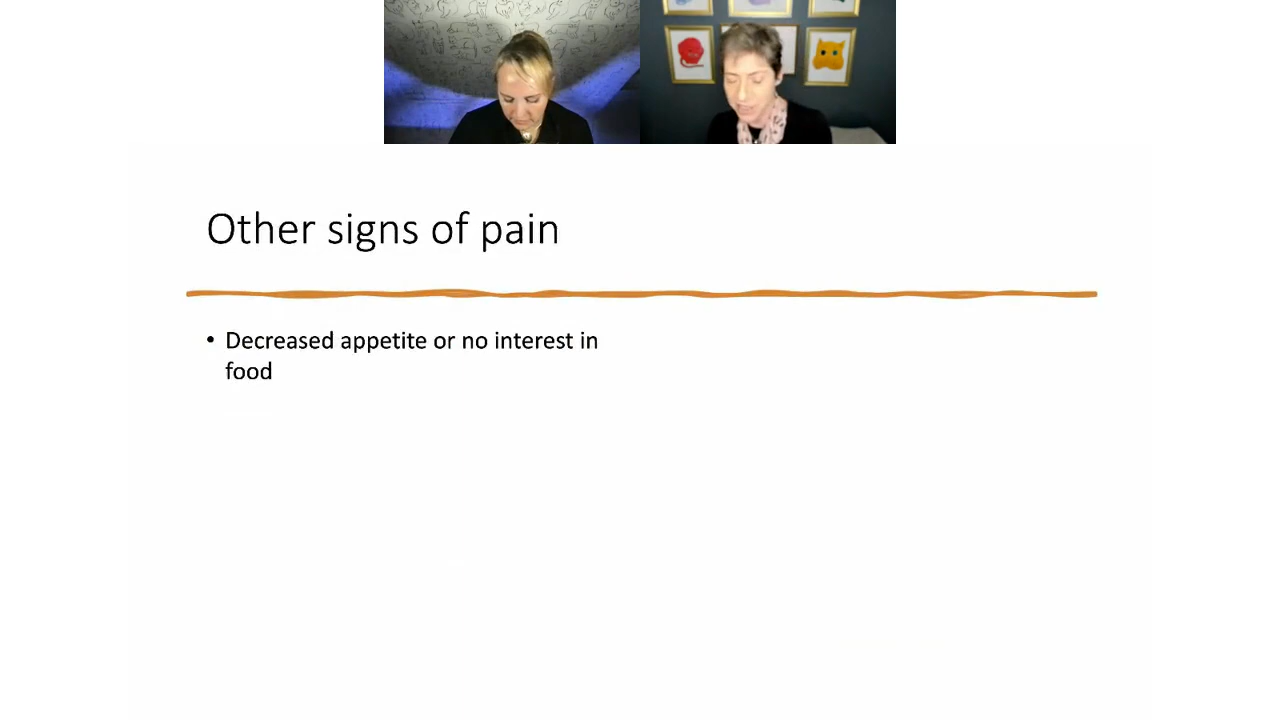 Other signs of pain
• Decreased appetite or no interest in
food